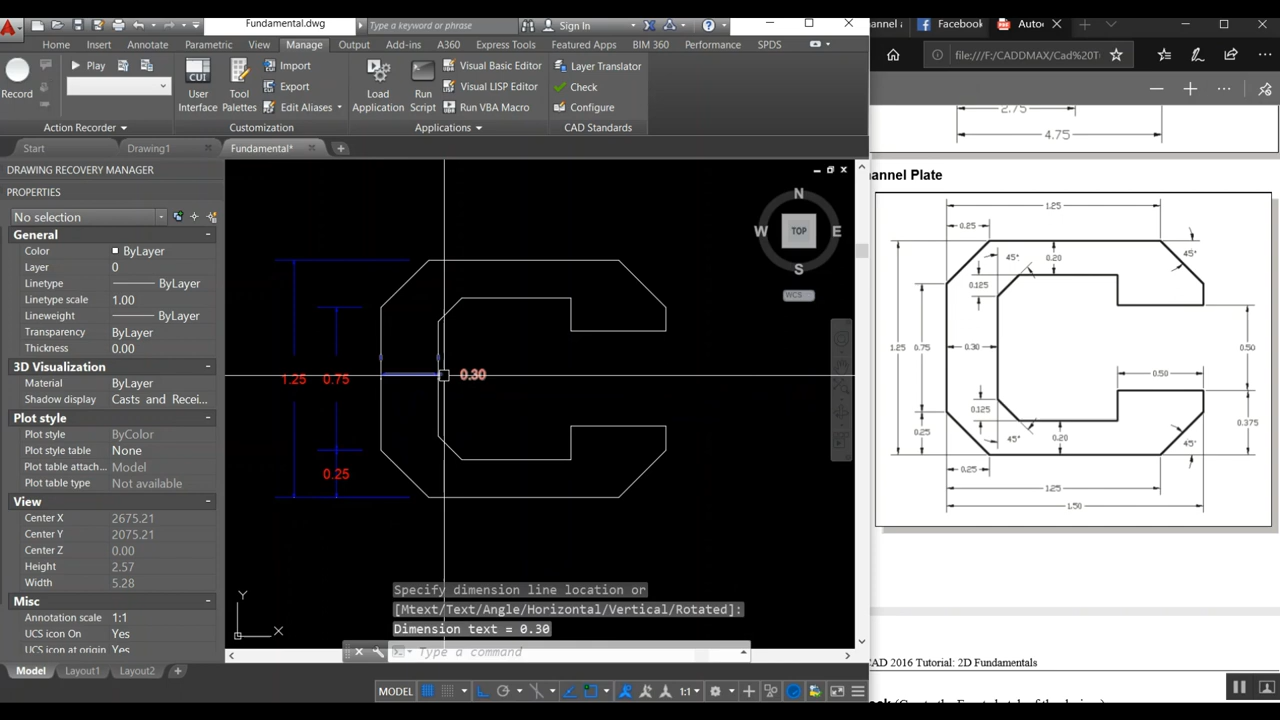 Fundamental.dwg
Type a keyword or phrase
Sign In
Facebook
Home Insert Annotate Parametric View Manage Output Add-ins A360 Express Tools Featured Apps BIM 360 Performance SPDS
file:///F:/CADDMAX/Cad%20T
Play
Record
CUI
User
Interface
Tool
Palettes
Import
Export
Edit Aliases
Load
Application
Run
Script
Visual Basic Editor
Visual LISP Editor
Run VBA Macro
Layer Translator
Check
Configure
Action Recorder
Customization
Applications
CAD Standards
Start
Drawing1
Fundamental*
DRAWING RECOVERY MANAGER
PROPERTIES
No selection
General
Color ByLayer
Layer 0
Linetype ByLayer
Linetype scale 1.00
Lineweight ByLayer
Transparency ByLayer
Thickness 0.00
3D Visualization
Material ByLayer
Shadow display Casts and Recei...
Plot style
Plot style ByColor
Plot style table None
Plot table attach... Model
Plot table type Not available
View
Center X 2675.21
Center Y 2075.21
Center Z 0.00
Height 2.57
Width 5.28
Misc
Annotation scale 1:1
UCS icon On Yes
UCS icon at origin Yes
N
W TOP E
S
WCS
1.25 0.75 0.30
0.25
Y
X
Specify dimension line location or
[Mtext/Text/Angle/Horizontal/Vertical/Rotated]:
Dimension text = 0.30
Type a command
Model Layout1 Layout2
MODEL 1:1
2.75
4.75
annel Plate
1.25
0.25
45° 0.20 45°
0.125
1.25 0.75 0.30 0.50
0.50
0.125
0.25 45° 0.20 45° 0.375
0.25
1.25
1.50
CAD 2016 Tutorial: 2D Fundamentals